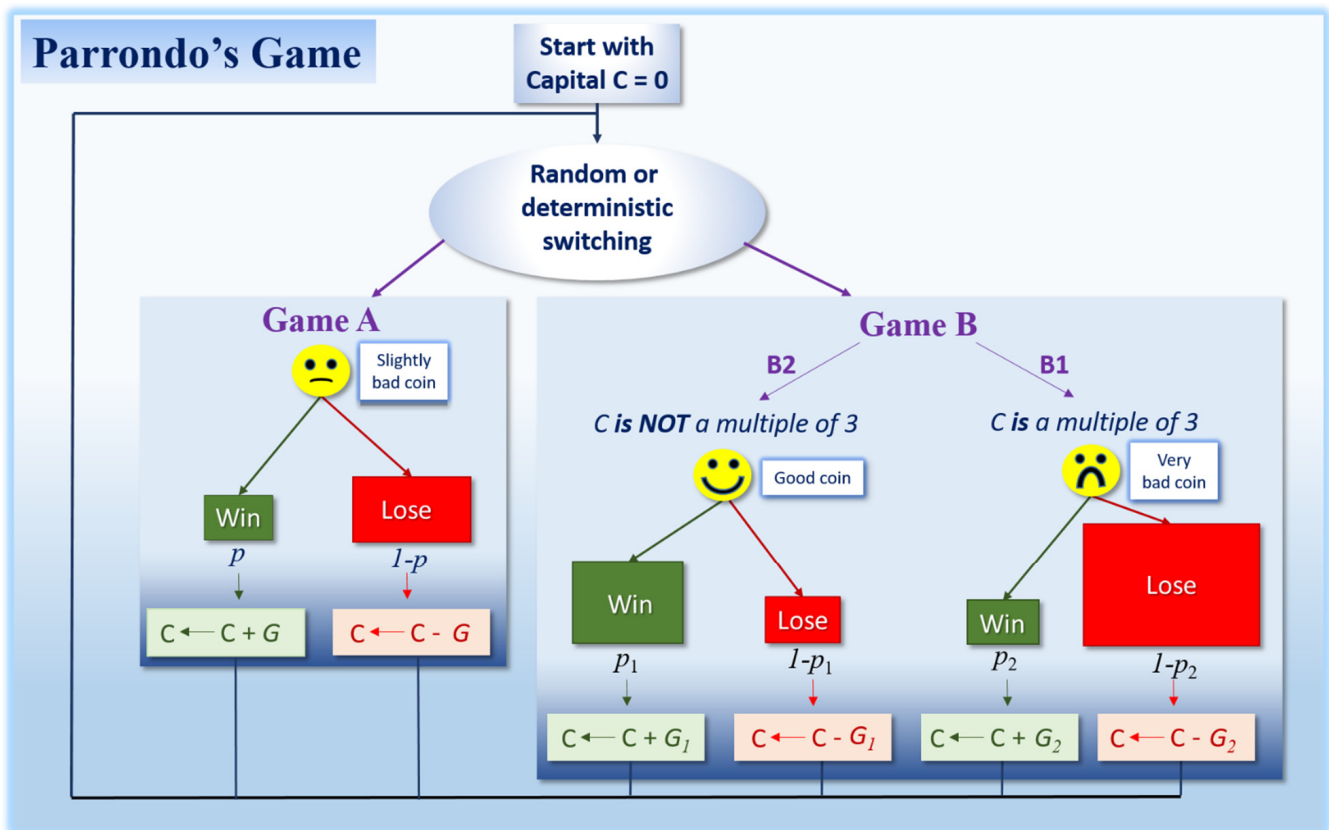 Parrondo's Game
Start with
Capital C = 0
Random or
deterministic
switching
Game A
Slightly
bad coin
Win
Lose
p
1-p
C ← C + G
C ← C - G
Game B
B2
B1
C is NOT a multiple of 3
C is a multiple of 3
Good coin
Very
bad coin
Win
Lose
Win
Lose
p₁
1-p₁
p₂
1-p₂
C ← C + G₁
C ← C - G₁
C ← C + G₂
C ← C - G₂